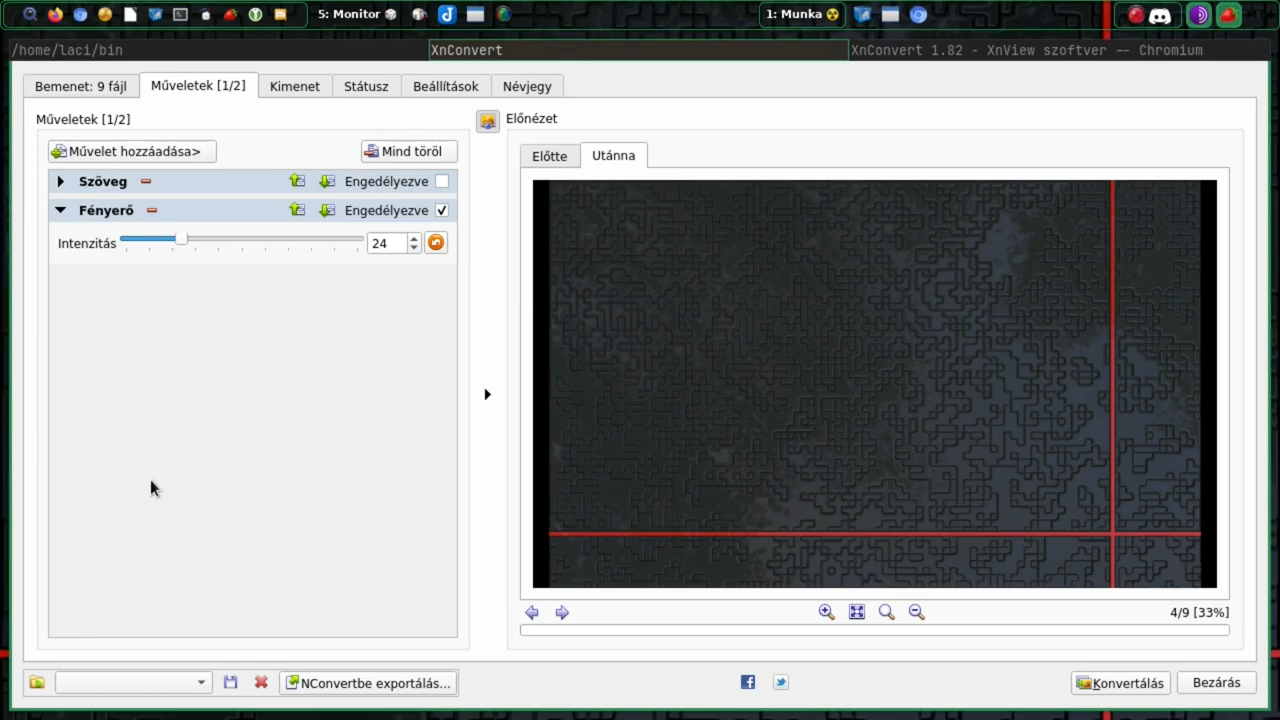 5: Monitor
1: Munka
/home/laci/bin
XnConvert
XnConvert 1.82 - XnView szoftver -- Chromium
Bemenet: 9 fájl
Műveletek [1/2]
Kimenet
Státusz
Beállítások
Névjegy
Műveletek [1/2]
Előnézet
Művelet hozzáadása>
Mind töröl
Előtte
Utánna
Szöveg
Engedélyezve
Fényerő
Engedélyezve
Intenzitás
24
4/9 [33%]
NConvertbe exportálás...
Konvertálás
Bezárás